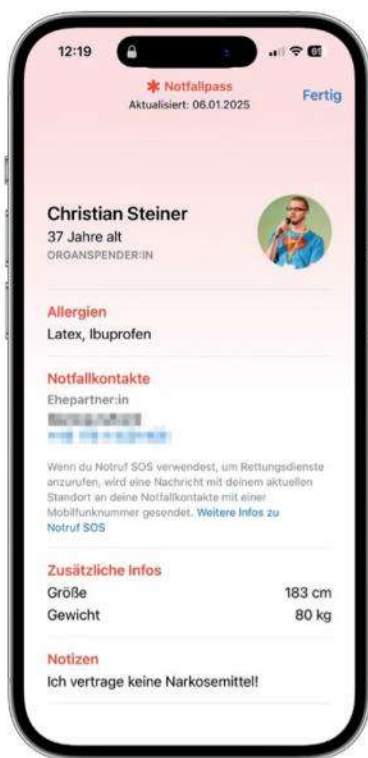 12:19
Notfallpass
Aktualisiert: 06.01.2025
Fertig
Christian Steiner
37 Jahre alt
ORGANSPENDER:IN
Allergien
Latex, Ibuprofen
Notfallkontakte
Ehepartner:in
Wenn du Notruf SOS verwendest, um Rettungsdienste
anzurufen, wird eine Nachricht mit deinem aktuellen
Standort an deine Notfallkontakte mit einer
Mobilfunknummer gesendet. Weitere Infos zu
Notruf SOS
Zusätzliche Infos
Größe 183 cm
Gewicht 80 kg
Notizen
Ich vertrage keine Narkosemittel!